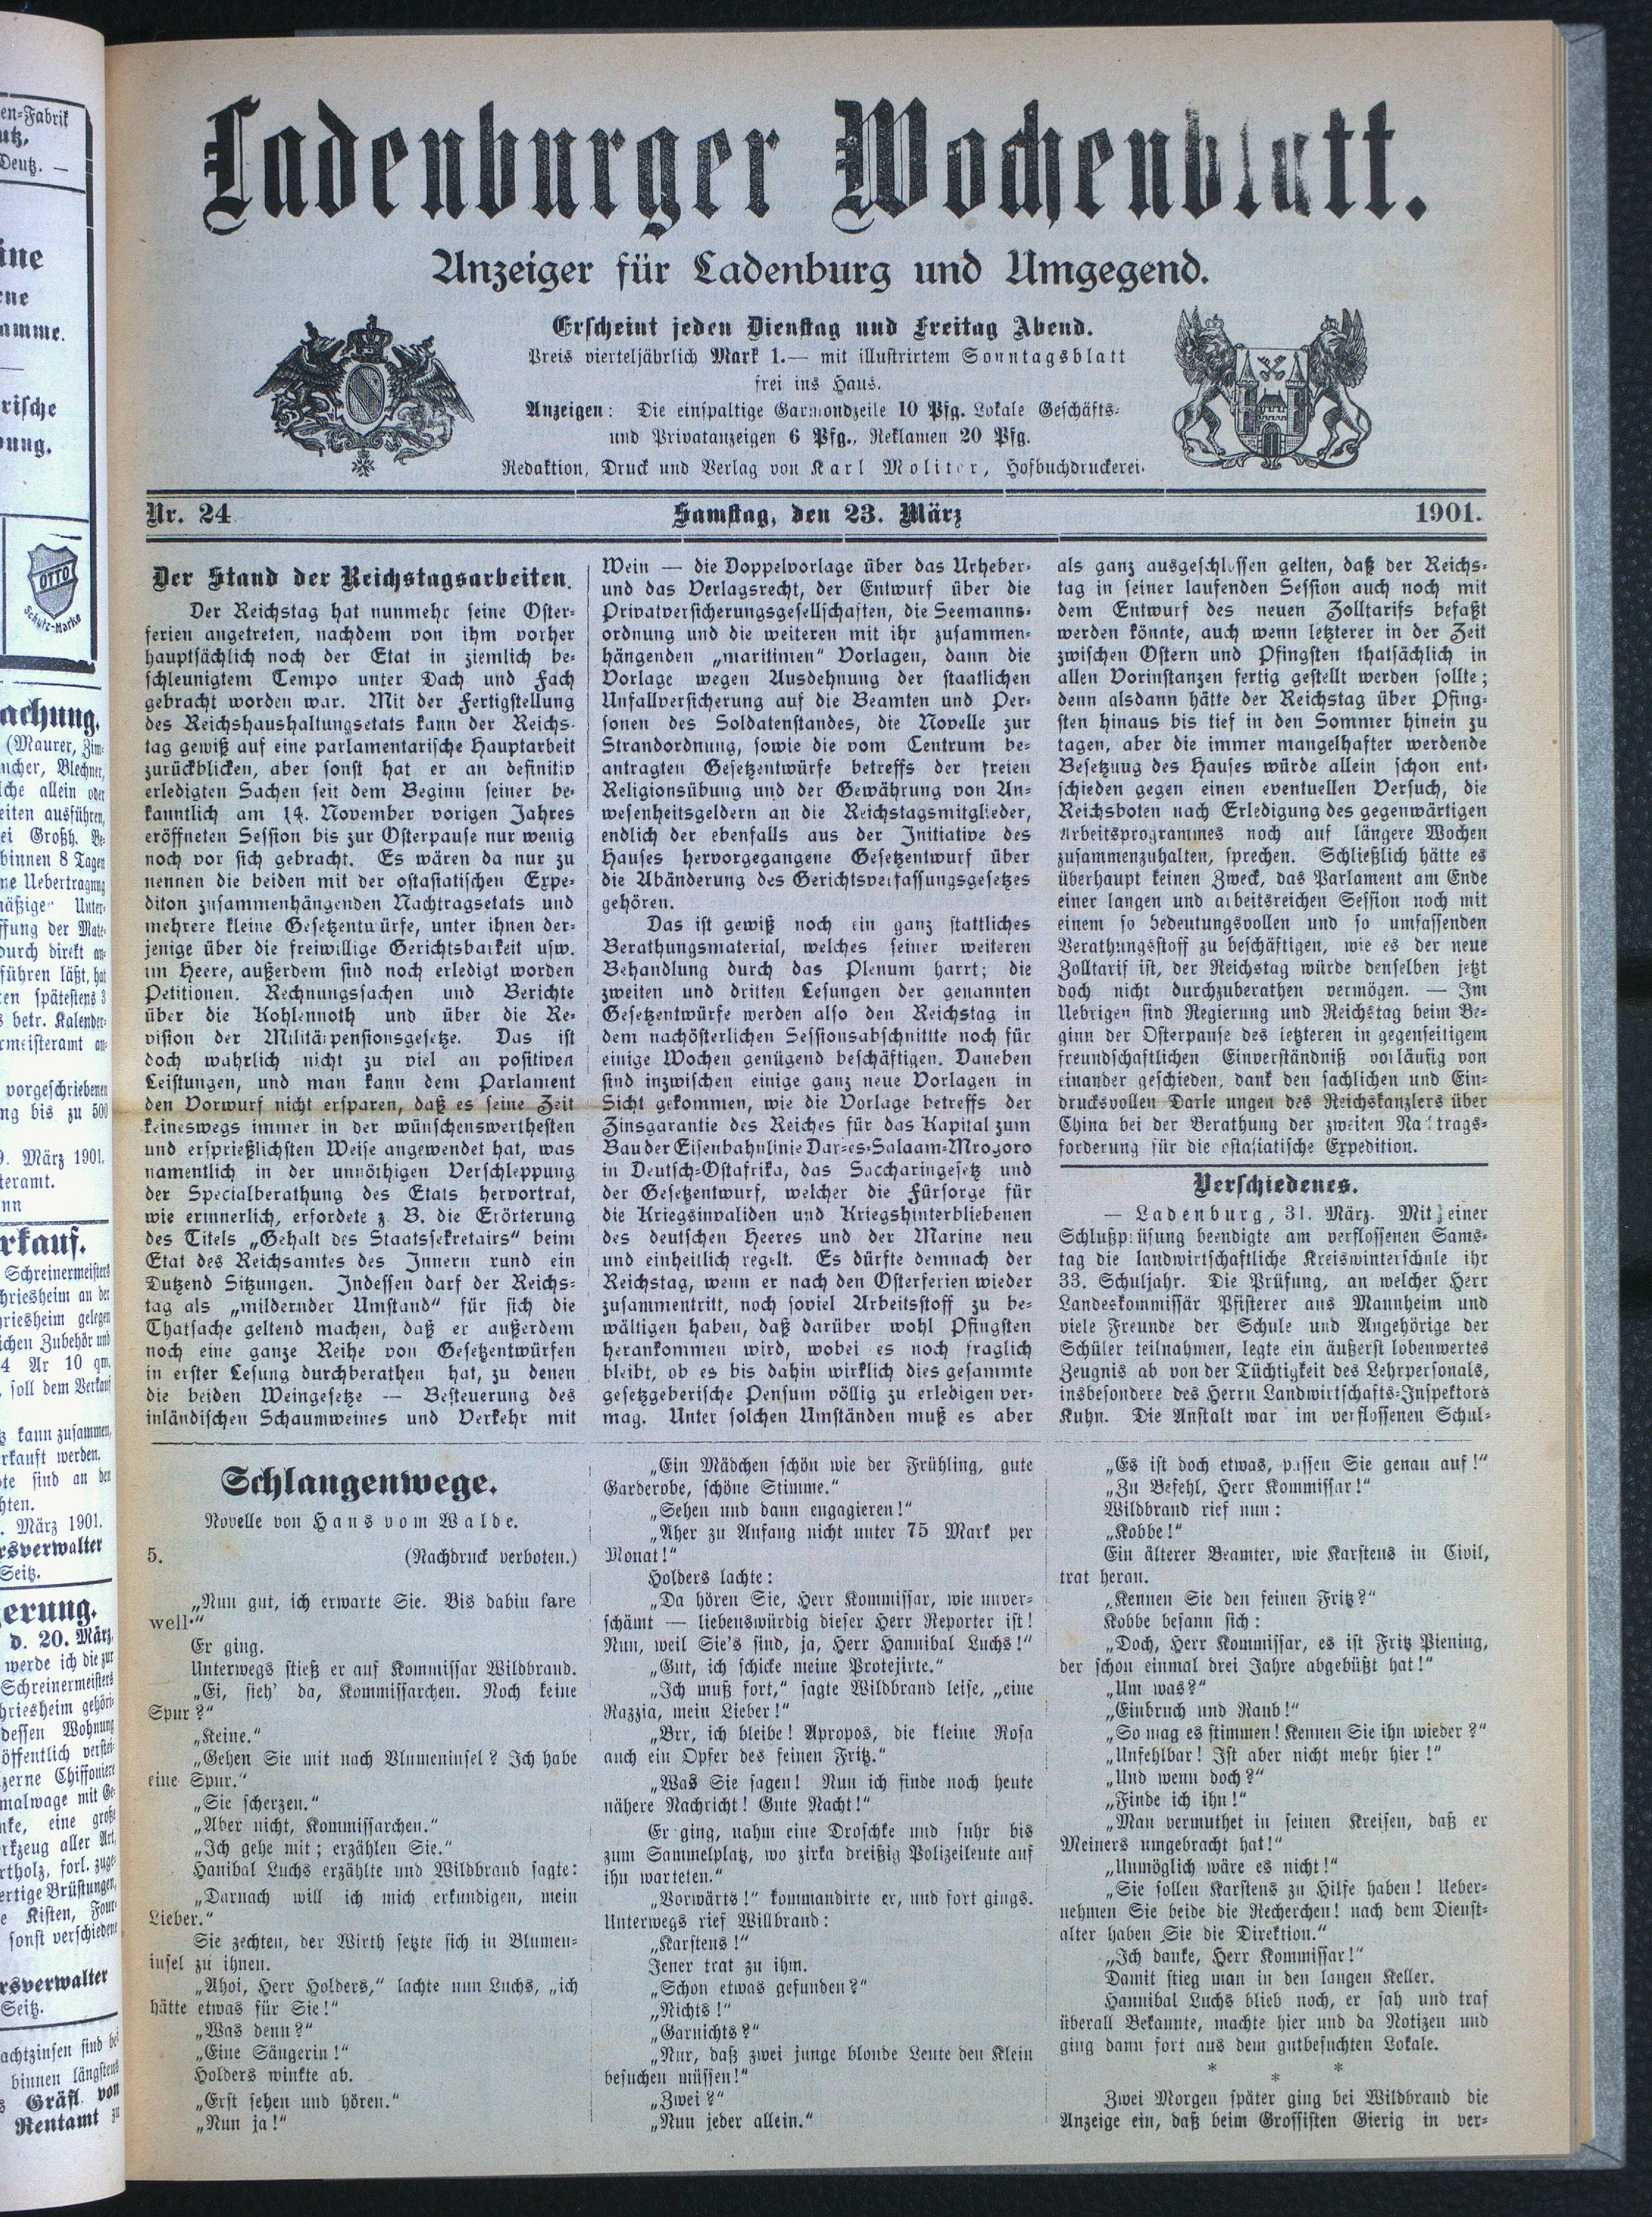 Ladenburger Wochenblatt.
Anzeiger für Ladenburg und Umgegend.
Erscheint jeden Dienstag und Freitag Abend.
Preis vierteljährlich Mark 1.— mit illustrirtem Sonntagsblatt
frei ins Haus.
Anzeigen: Die einspaltige Garmondzeile 10 Pfg. Lokale Geschäfts-
und Privatanzeigen 6 Pfg., Reklamen 20 Pfg.
Redaktion, Druck und Verlag von Karl Molitor, Hofbuchdruckerei.
Nr. 24 Samstag, den 23. März 1901.
Der Stand der Reichstagsarbeiten.
Der Reichstag hat nunmehr seine Oster-
ferien angetreten, nachdem von ihm vorher
hauptsächlich noch der Etat in ziemlich be-
schleunigtem Tempo unter Dach und Fach
gebracht worden war. Mit der Fertigstellung
des Reichshaushaltungsetats kann der Reichs-
tag gewiß auf eine parlamentarische Hauptarbeit
zurückblicken, aber sonst hat er an definitiv
erledigten Sachen seit dem Beginn seiner be-
kanntlich am 14. November vorigen Jahres
eröffneten Session bis zur Osterpause nur wenig
noch vor sich gebracht. Es wären da nur zu
nennen die beiden mit der ostasiatischen Expe-
diton zusammenhängenden Nachtragsetats und
mehrere kleine Gesetzentwürfe, unter ihnen der-
jenige über die freiwillige Gerichtsbarkeit usw.
im Heere, außerdem sind noch erledigt worden
Petitionen. Rechnungssachen und Berichte
über die Kohlennoth und über die Re-
vision der Militärpensionsgesetze. Das ist
doch wahrlich nicht zu viel an positiven
Leistungen, und man kann dem Parlament
den Vorwurf nicht ersparen, daß es seine Zeit
keineswegs immer in der wünschenswerthesten
und ersprießlichsten Weise angewendet hat, was
namentlich in der unnöthigen Verschleppung
der Specialberathung des Etats hervortrat,
wie erinnerlich, erfordete z. B. die Erörterung
des Titels „Gehalt des Staatssekretairs“ beim
Etat des Reichsamtes des Innern rund ein
Dutzend Sitzungen. Indessen darf der Reichs-
tag als „mildernder Umstand“ für sich die
Thatsache geltend machen, daß er außerdem
noch eine ganze Reihe von Gesetzentwürfen
in erster Lesung durchberathen hat, zu denen
die beiden Weingesetze — Besteuerung des
inländischen Schaumweines und Verkehr mit
Wein — die Doppelvorlage über das Urheber-
und das Verlagsrecht, der Entwurf über die
Privatversicherungsgesellschaften, die Seemanns-
ordnung und die weiteren mit ihr zusammen-
hängenden „maritimen“ Vorlagen, dann die
Vorlage wegen Ausdehnung der staatlichen
Unfallversicherung auf die Beamten und Per-
sonen des Soldatenstandes, die Novelle zur
Strandordnung, sowie die vom Centrum be-
antragten Gesetzentwürfe betreffs der freien
Religionsübung und der Gewährung von An-
wesenheitsgeldern an die Reichstagsmitglieder,
endlich der ebenfalls aus der Initiative des
Hauses hervorgegangene Gesetzentwurf über
die Abänderung des Gerichtsverfassungsgesetzes
gehören.
Das ist gewiß noch ein ganz stattliches
Berathungsmaterial, welches seiner weiteren
Behandlung durch das Plenum harrt; die
zweiten und dritten Lesungen der genannten
Gesetzentwürfe werden also den Reichstag in
dem nachösterlichen Sessionsabschnittte noch für
einige Wochen genügend beschäftigen. Daneben
sind inzwischen einige ganz neue Vorlagen in
Sicht gekommen, wie die Vorlage betreffs der
Zinsgarantie des Reiches für das Kapital zum
Bau der Eisenbahnlinie Dar-es-Salaam-Mrogoro
in Deutsch-Ostafrika, das Saccharingesetz und
der Gesetzentwurf, welcher die Fürsorge für
die Kriegsinvaliden und Kriegshinterbliebenen
des deutschen Heeres und der Marine neu
und einheitlich regelt. Es dürfte demnach der
Reichstag, wenn er nach den Osterferien wieder
zusammentritt, noch soviel Arbeitsstoff zu be-
wältigen haben, daß darüber wohl Pfingsten
herankommen wird, wobei es noch fraglich
bleibt, ob es bis dahin wirklich dies gesammte
gesetzgeberische Pensum völlig zu erledigen ver-
mag. Unter solchen Umständen muß es aber
als ganz ausgeschlossen gelten, daß der Reichs-
tag in seiner laufenden Session auch noch mit
dem Entwurf des neuen Zolltarifs befaßt
werden könnte, auch wenn letzterer in der Zeit
zwischen Ostern und Pfingsten thatsächlich in
allen Vorinstanzen fertig gestellt werden sollte;
denn alsdann hätte der Reichstag über Pfing-
sten hinaus bis tief in den Sommer hinein zu
tagen, aber die immer mangelhafter werdende
Besetzung des Hauses würde allein schon ent-
schieden gegen einen eventuellen Versuch, die
Reichsboten nach Erledigung des gegenwärtigen
Arbeitsprogrammes noch auf längere Wochen
zusammenzuhalten, sprechen. Schließlich hätte es
überhaupt keinen Zweck, das Parlament am Ende
einer langen und arbeitsreichen Session noch mit
einem so bedeutungsvollen und so umfassenden
Berathungsstoff zu beschäftigen, wie es der neue
Zolltarif ist, der Reichstag würde denselben jetzt
doch nicht durchzuberathen vermögen. — Im
Uebrigen sind Regierung und Reichstag beim Be-
ginn der Osterpause des letzteren in gegenseitigem
freundschaftlichen Einverständniß vorläufig von
einander geschieden, dank den sachlichen und Ein-
drucksvollen Darle ungen des Reichskanzlers über
China bei der Berathung der zweiten Na trags-
forderung für die ostasiatische Expedition.
Verschiedenes.
— Ladenburg, 31. März. Mit einer
Schlußprüfung beendigte am verflossenen Sams-
tag die landwirtschaftliche Kreiswinterschule ihr
33. Schuljahr. Die Prüfung, an welcher Herr
Landeskommissär Pfisterer aus Mannheim und
viele Freunde der Schule und Angehörige der
Schüler teilnahmen, legte ein äußerst lobenwertes
Zeugnis ab von der Tüchtigkeit des Lehrpersonals,
insbesondere des Herrn Landwirtschafts-Inspektors
Kuhn. Die Anstalt war im verflossenen Schul-
Schlangenwege.
Novelle von Hans vom Walde.
5. (Nachdruck verboten.)
„Nun gut, ich erwarte Sie. Bis dahin fare
well.“
Er ging.
Unterwegs stieß er auf Kommissar Wildbrand.
„Ei, sieh' da, Kommissarchen. Noch keine
Spur?“
„Keine.“
„Gehen Sie mit nach Blumeninsel? Ich habe
eine Spur.“
„Sie scherzen.“
„Aber nicht, Kommissarchen.“
„Ich gehe mit; erzählen Sie.“
Hanibal Luchs erzählte und Wildbrand sagte:
„Darnach will ich mich erkundigen, mein
Lieber.“
Sie zechten, der Wirth setzte sich in Blumen-
insel zu ihnen.
„Ahoi, Herr Holders,“ lachte nun Luchs, „ich
hätte etwas für Sie!“
„Was denn?“
„Eine Sängerin!“
Holders winkte ab.
„Erst sehen und hören.“
„Nun ja!“
„Ein Mädchen schön wie der Frühling, gute
Garderobe, schöne Stimme.“
„Sehen und dann engagieren!“
„Aher zu Anfang nicht unter 75 Mark per
Monat!“
Holders lachte:
„Da hören Sie, Herr Kommissar, wie unver-
schämt — liebenswürdig dieser Herr Reporter ist!
Nun, weil Sie's sind, ja, Herr Hannibal Luchs!“
„Gut, ich schicke meine Protejirte.“
„Ich muß fort,“ sagte Wildbrand leise, „eine
Razzia, mein Lieber!“
„Brr, ich bleibe! Apropos, die kleine Rosa
auch ein Opfer des feinen Fritz.“
„Was Sie sagen! Nun ich finde noch heute
nähere Nachricht! Gute Nacht!“
Er ging, nahm eine Droschke und fuhr bis
zum Sammelplatz, wo zirka dreißig Polizeileute auf
ihn warteten.“
„Vorwärts!“ kommandirte er, und fort gings.
Unterwegs rief Willbrand:
„Karstens!“
Jener trat zu ihm.
„Schon etwas gefunden?“
„Nichts!“
„Garnichts?“
„Nur, daß zwei junge blonde Leute den Klein
besuchen müssen!“
„Zwei?“
„Nun jeder allein.“
„Es ist doch etwas, passen Sie genau auf!“
„Zu Befehl, Herr Kommissar!“
Wildbrand rief nun:
„Kobbe!“
Ein älterer Beamter, wie Karstens in Civil,
trat heran.
„Kennen Sie den feinen Fritz?“
Kobbe besann sich:
„Doch, Herr Kommissar, es ist Fritz Piening,
der schon einmal drei Jahre abgebüßt hat!“
„Um was?“
„Einbruch und Raub!“
„So mag es stimmen! Kennen Sie ihn wieder?“
„Unfehlbar! Ist aber nicht mehr hier!“
„Und wenn doch?“
„Finde ich ihn!“
„Man vermuthet in seinen Kreisen, daß er
Meiners umgebracht hat!“
„Unmöglich wäre es nicht!“
„Sie sollen Karstens zu Hilfe haben! Ueber-
nehmen Sie beide die Recherchen! nach dem Dienst-
alter haben Sie die Direktion.“
„Ich danke, Herr Kommissar!“
Damit stieg man in den langen Keller.
Hannibal Luchs blieb noch, er sah und traf
überall Bekannte, machte hier und da Notizen und
ging dann fort aus dem gutbesuchten Lokale.
* * *
Zwei Morgen später ging bei Wildbrand die
Anzeige ein, daß beim Grossisten Gierig in ver-